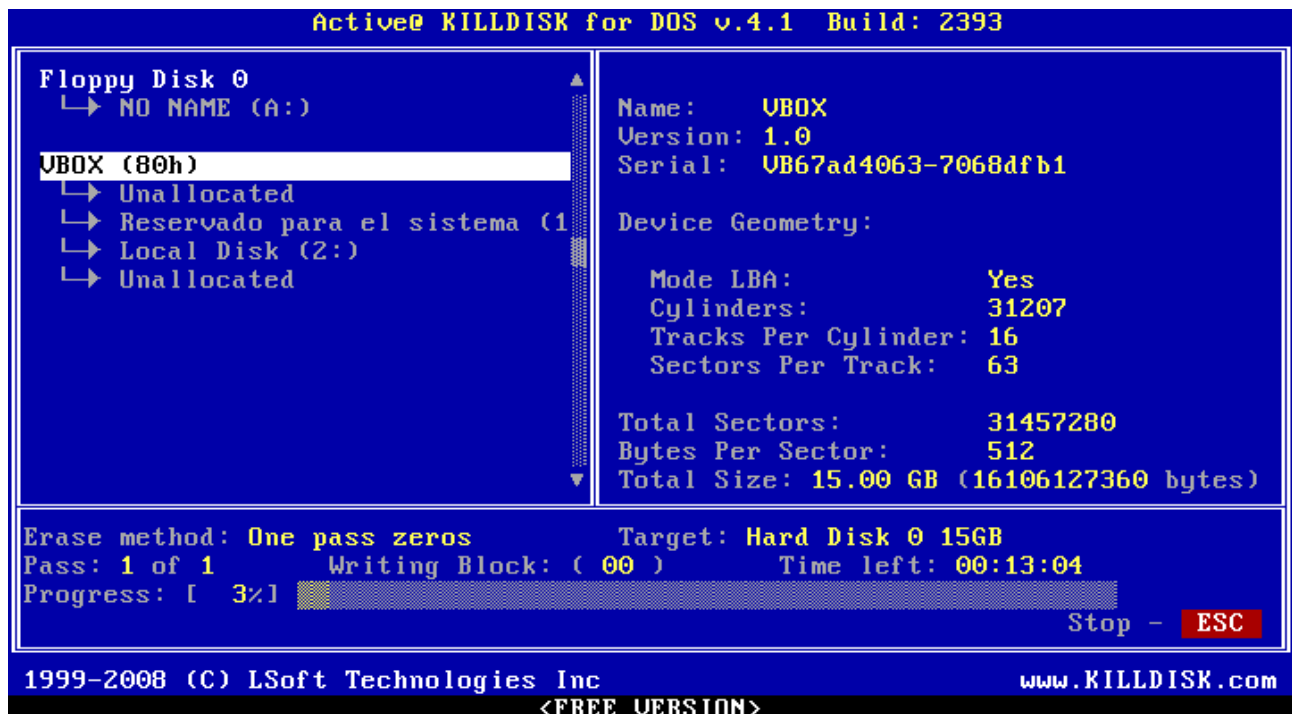 Active@ KILLDISK for DOS v.4.1 Build: 2393
Floppy Disk 0
NO NAME (A:)
VBOX (80h)
Unallocated
Reservado para el sistema (1
Local Disk (2:)
Unallocated
Name: VBOX
Version: 1.0
Serial: VB67ad4063-7068dfb1
Device Geometry:
Mode LBA: Yes
Cylinders: 31207
Tracks Per Cylinder: 16
Sectors Per Track: 63
Total Sectors: 31457280
Bytes Per Sector: 512
Total Size: 15.00 GB (16106127360 bytes)
Erase method: One pass zeros Target: Hard Disk 0 15GB
Pass: 1 of 1 Writing Block: ( 00 ) Time left: 00:13:04
Progress: [ 3%]
Stop - ESC
1999-2008 (C) LSoft Technologies Inc www.KILLDISK.com
<FREE VERSION>